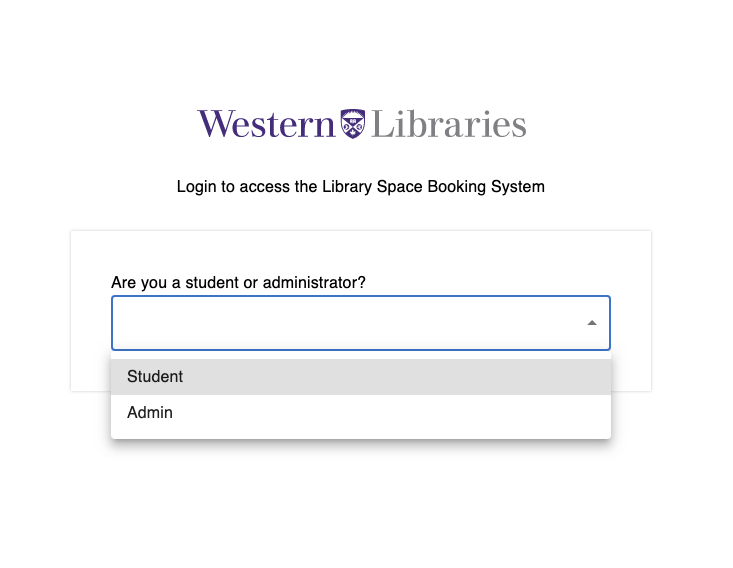 Western Libraries
Login to access the Library Space Booking System
Are you a student or administrator?
Student
Admin